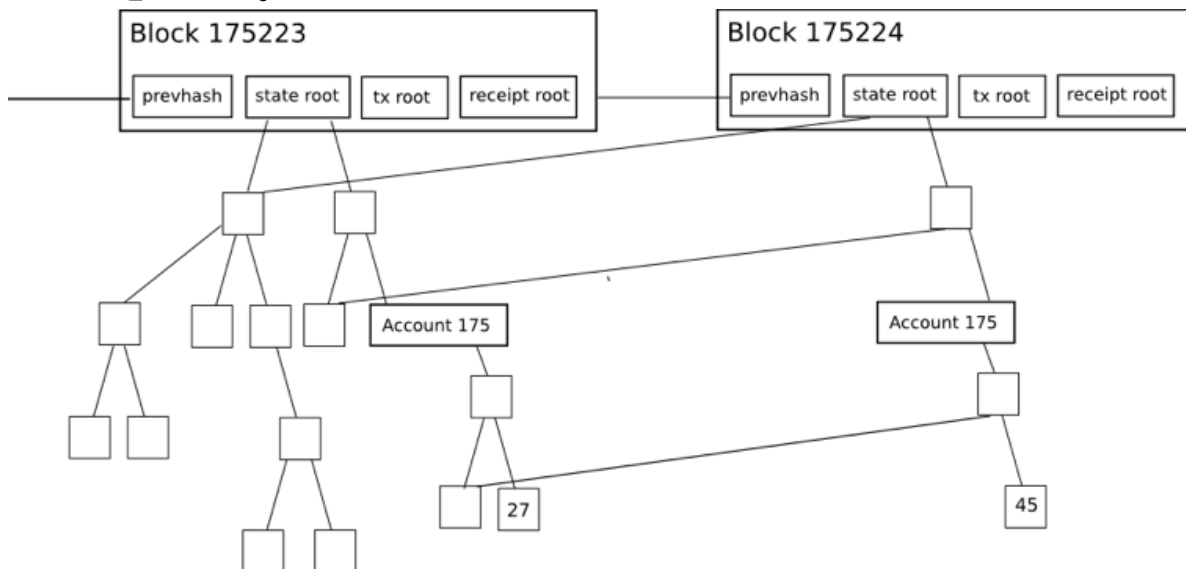 Block 175223
prevhash
state root
tx root
receipt root
Block 175224
prevhash
state root
tx root
receipt root
Account 175
27
Account 175
45